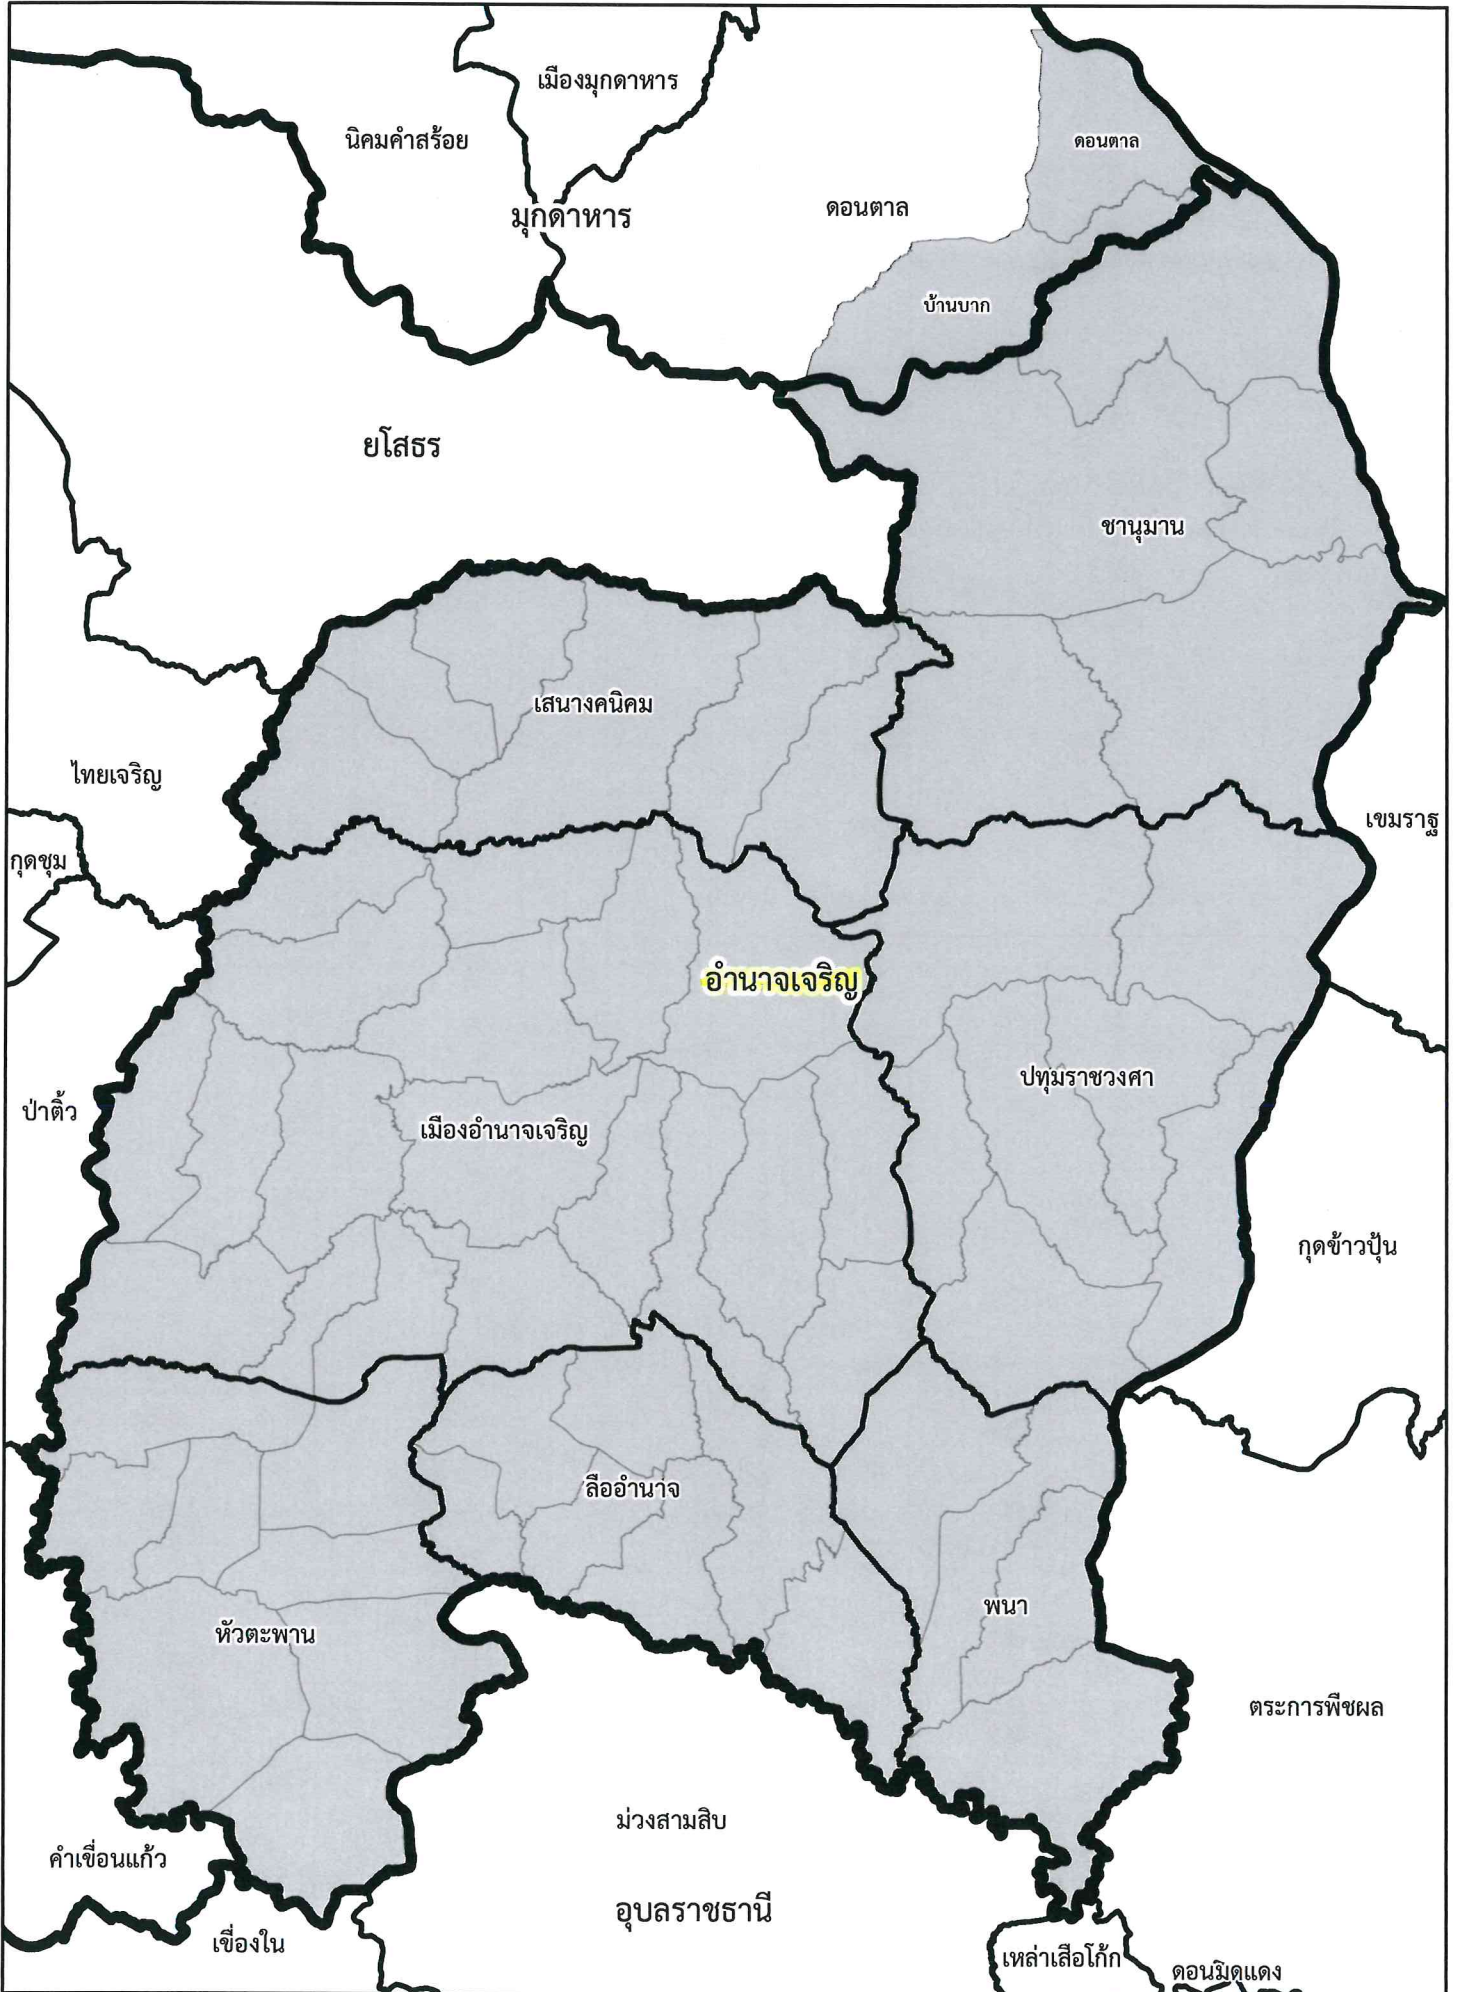 เมืองมุกดาหาร
นิคมคำสร้อย
ดอนตาล
มุกดาหาร
ดอนตาล
บ้านบาก
ยโสธร
ชานุมาน
เสนางคนิคม
ไทยเจริญ
เขมราฐ
กุดชุม
อำนาจเจริญ
ปทุมราชวงศา
ป่าติ้ว
เมืองอำนาจเจริญ
กุดข้าวปุ้น
ลืออำนาจ
พนา
หัวตะพาน
ตระการพืชผล
ม่วงสามสิบ
คำเขื่อนแก้ว
อุบลราชธานี
เขื่องใน
เหล่าเสือโก้ก
ดอนมดแดง